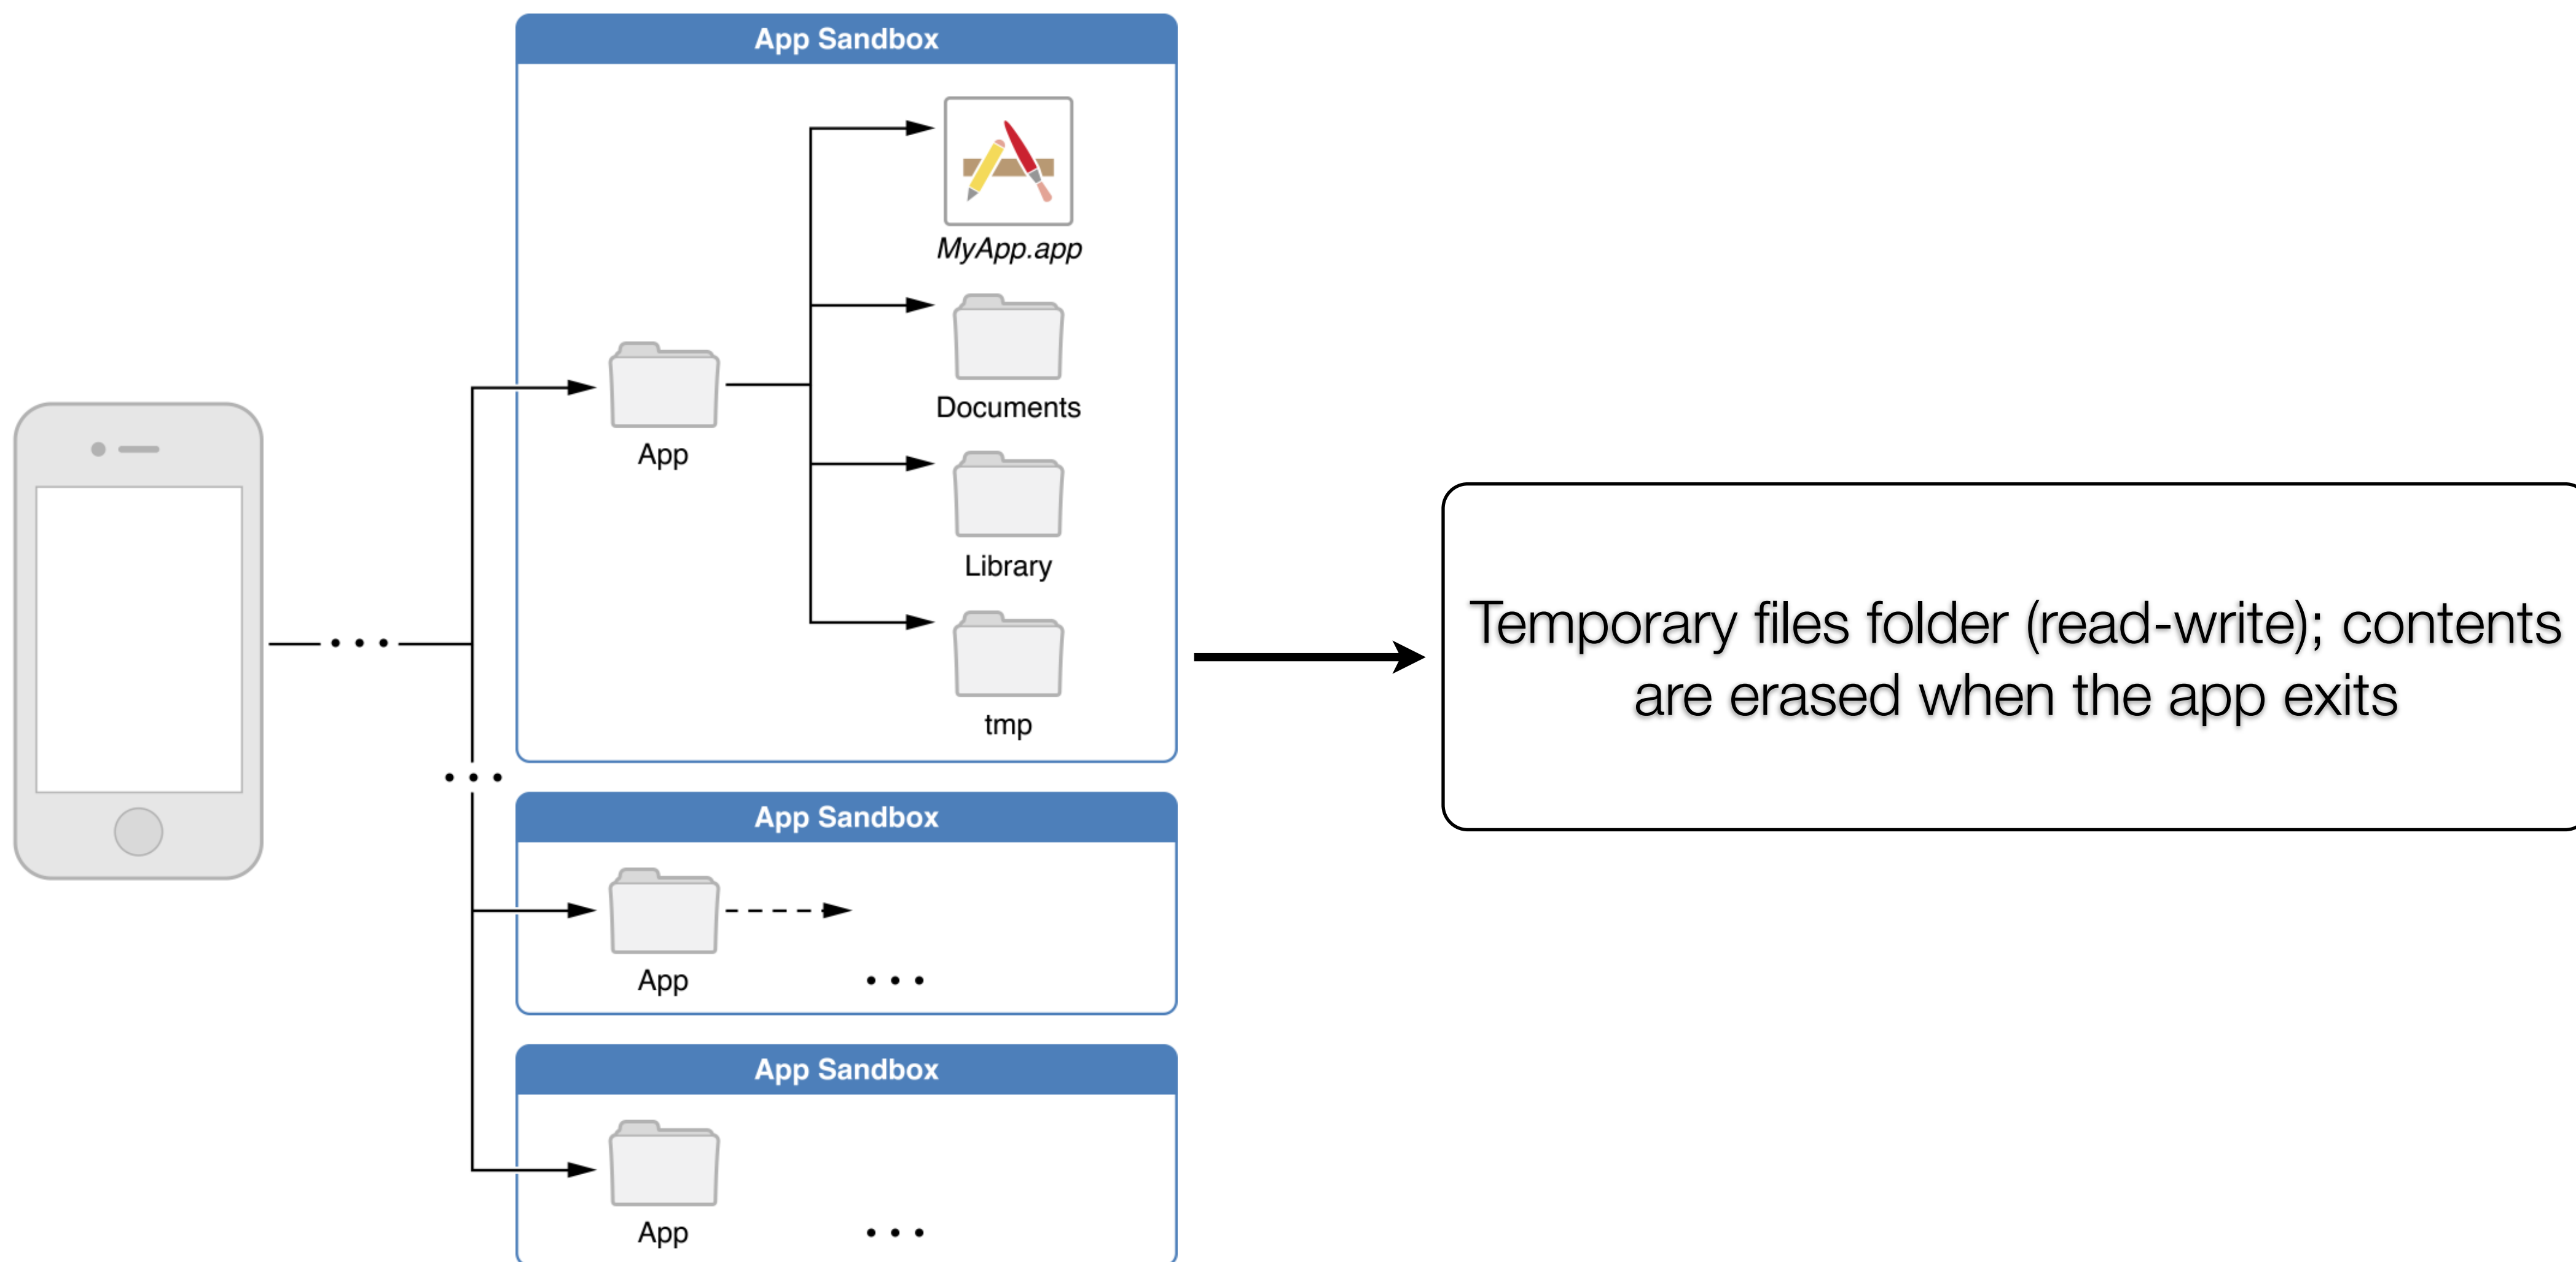 App Sandbox
MyApp.app
Documents
App
Library
tmp
Temporary files folder (read-write); contents
are erased when the app exits
App Sandbox
App
App Sandbox
App